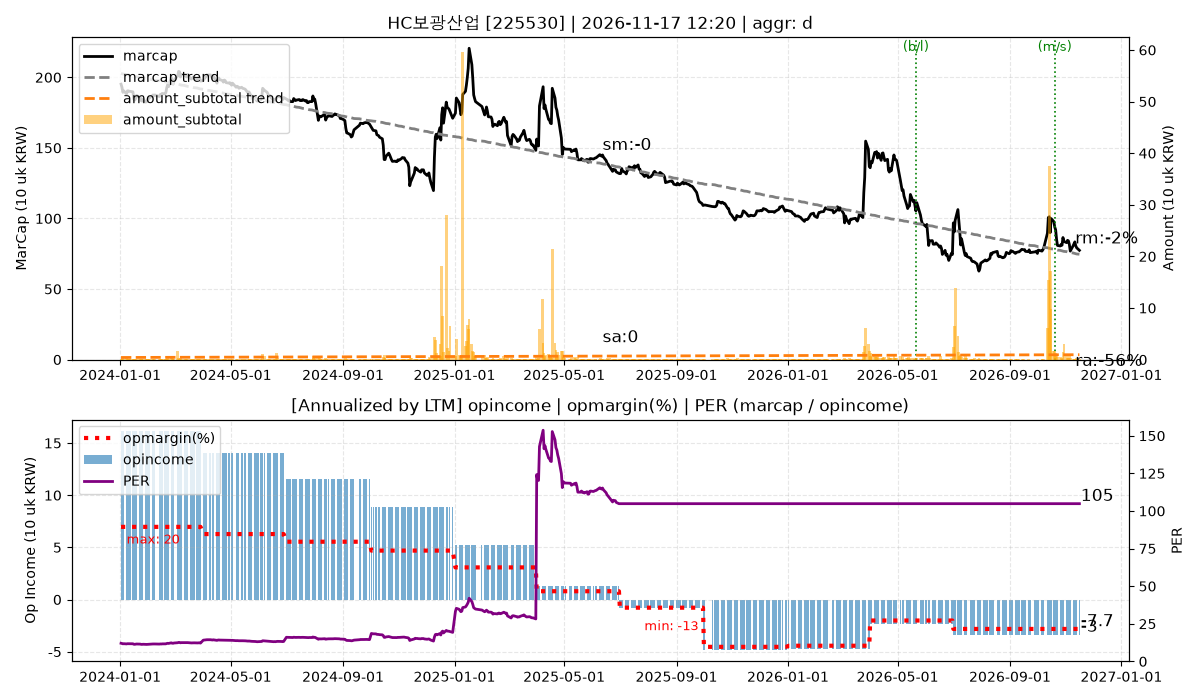 HC보광산업 [225530] | 2026-11-17 12:20 | aggr: d
marcap
marcap trend
amount_subtotal trend
amount_subtotal
(b/l)
(m/s)
sm:-0
rm:-2%
sa:0
ra:-56%
MarCap (10 uk KRW)
200
150
100
50
0
Amount (10 uk KRW)
60
50
40
30
20
10
0
2024-01-01 2024-05-01 2024-09-01 2025-01-01 2025-05-01 2025-09-01 2026-01-01 2026-05-01 2026-09-01 2027-01-01
[Annualized by LTM] opincome | opmargin(%) | PER (marcap / opincome)
opmargin(%)
opincome
PER
max: 20
min: -13
105
-7.7
-3
Op Income (10 uk KRW)
15
10
5
0
-5
PER
150
125
100
75
50
25
0
2024-01-01 2024-05-01 2024-09-01 2025-01-01 2025-05-01 2025-09-01 2026-01-01 2026-05-01 2026-09-01 2027-01-01